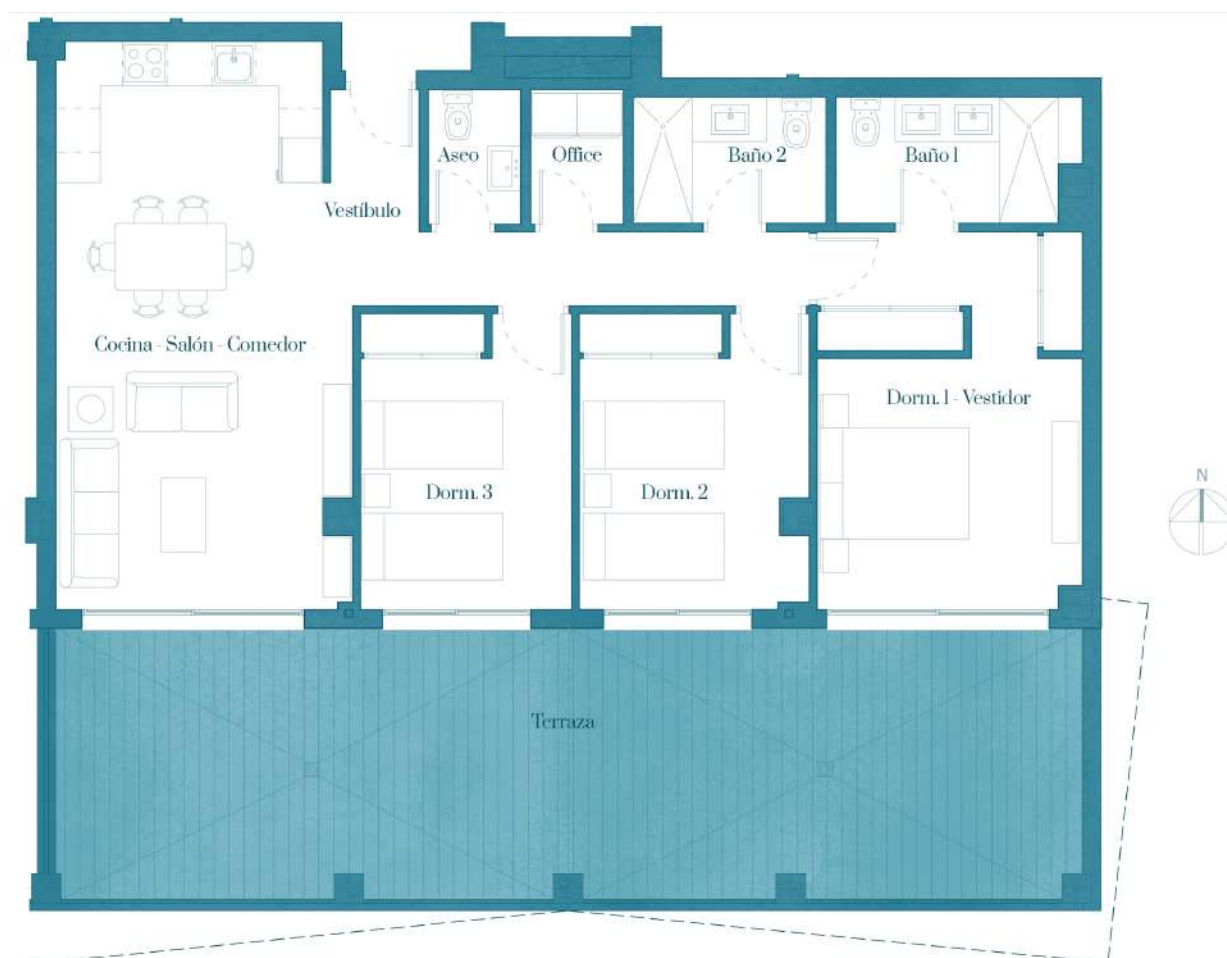 Aseo
Office
Baño 2
Baño 1
Vestíbulo
Cocina - Salón - Comedor
Dorm. 1 - Vestidor
Dorm. 3
Dorm. 2
N
Terraza